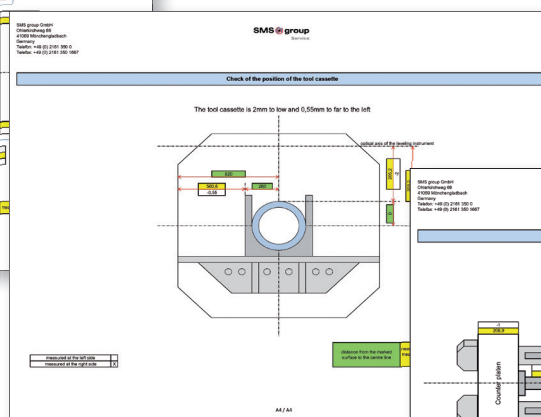 SMS group GmbH
Ohlerkirchweg 66
41069 Mönchengladbach
Germany
Telefon: +49 (0) 2161 350 0
Telefax: +49 (0) 2161 350 1667
SMS group
Service
Check of the position of the tool cassette
The tool cassette is 2mm to low and 0,55mm to far to the left
optical axis of the leveling instrument
820
560,6
260
-0,55
measured at the left side
measured at the right side X
distance from the marked
surface to the centre line
A4 / A4
SMS group GmbH
Ohlerkirchweg 66
41069 Mönchengladbach
Germany
Telefon: +49 (0) 2161 350 0
Telefax: +49 (0) 2161 350 1667
Counter platen